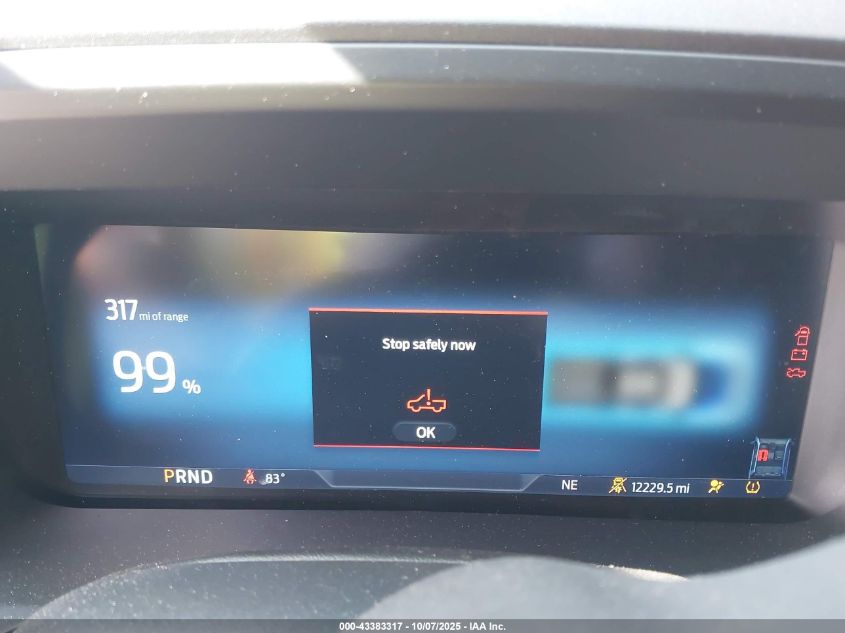 317 mi of range
99 %
Stop safely now
OK
PRND
83°
NE
12229.5 mi
000-43383317 - 10/07/2025 - IAA Inc.